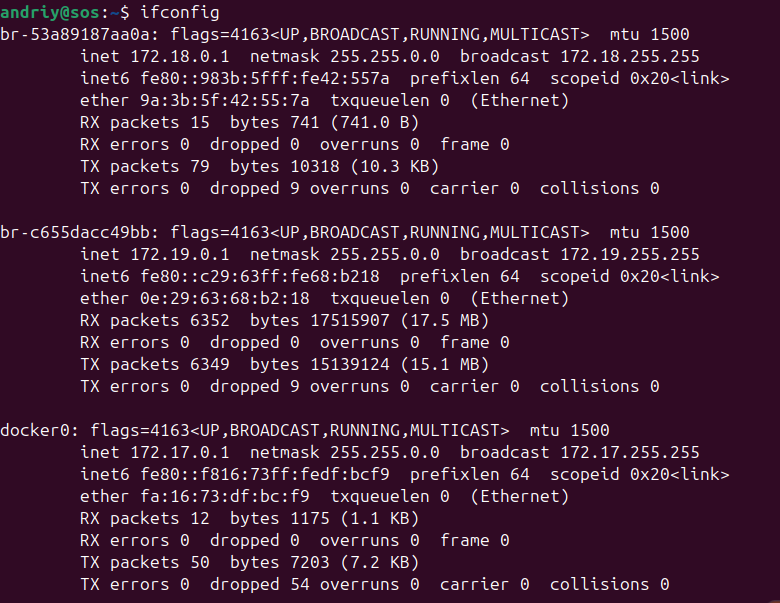 andriy@sos:~$ ifconfig
br-53a89187aa0a: flags=4163<UP,BROADCAST,RUNNING,MULTICAST>  mtu 1500
        inet 172.18.0.1  netmask 255.255.0.0  broadcast 172.18.255.255
        inet6 fe80::983b:5fff:fe42:557a  prefixlen 64  scopeid 0x20<link>
        ether 9a:3b:5f:42:55:7a  txqueuelen 0  (Ethernet)
        RX packets 15  bytes 741 (741.0 B)
        RX errors 0  dropped 0  overruns 0  frame 0
        TX packets 79  bytes 10318 (10.3 KB)
        TX errors 0  dropped 9 overruns 0  carrier 0  collisions 0

br-c655dacc49bb: flags=4163<UP,BROADCAST,RUNNING,MULTICAST>  mtu 1500
        inet 172.19.0.1  netmask 255.255.0.0  broadcast 172.19.255.255
        inet6 fe80::c29:63ff:fe68:b218  prefixlen 64  scopeid 0x20<link>
        ether 0e:29:63:68:b2:18  txqueuelen 0  (Ethernet)
        RX packets 6352  bytes 17515907 (17.5 MB)
        RX errors 0  dropped 0  overruns 0  frame 0
        TX packets 6349  bytes 15139124 (15.1 MB)
        TX errors 0  dropped 9 overruns 0  carrier 0  collisions 0

docker0: flags=4163<UP,BROADCAST,RUNNING,MULTICAST>  mtu 1500
        inet 172.17.0.1  netmask 255.255.0.0  broadcast 172.17.255.255
        inet6 fe80::f816:73ff:fedf:bcf9  prefixlen 64  scopeid 0x20<link>
        ether fa:16:73:df:bc:f9  txqueuelen 0  (Ethernet)
        RX packets 12  bytes 1175 (1.1 KB)
        RX errors 0  dropped 0  overruns 0  frame 0
        TX packets 50  bytes 7203 (7.2 KB)
        TX errors 0  dropped 54 overruns 0  carrier 0  collisions 0